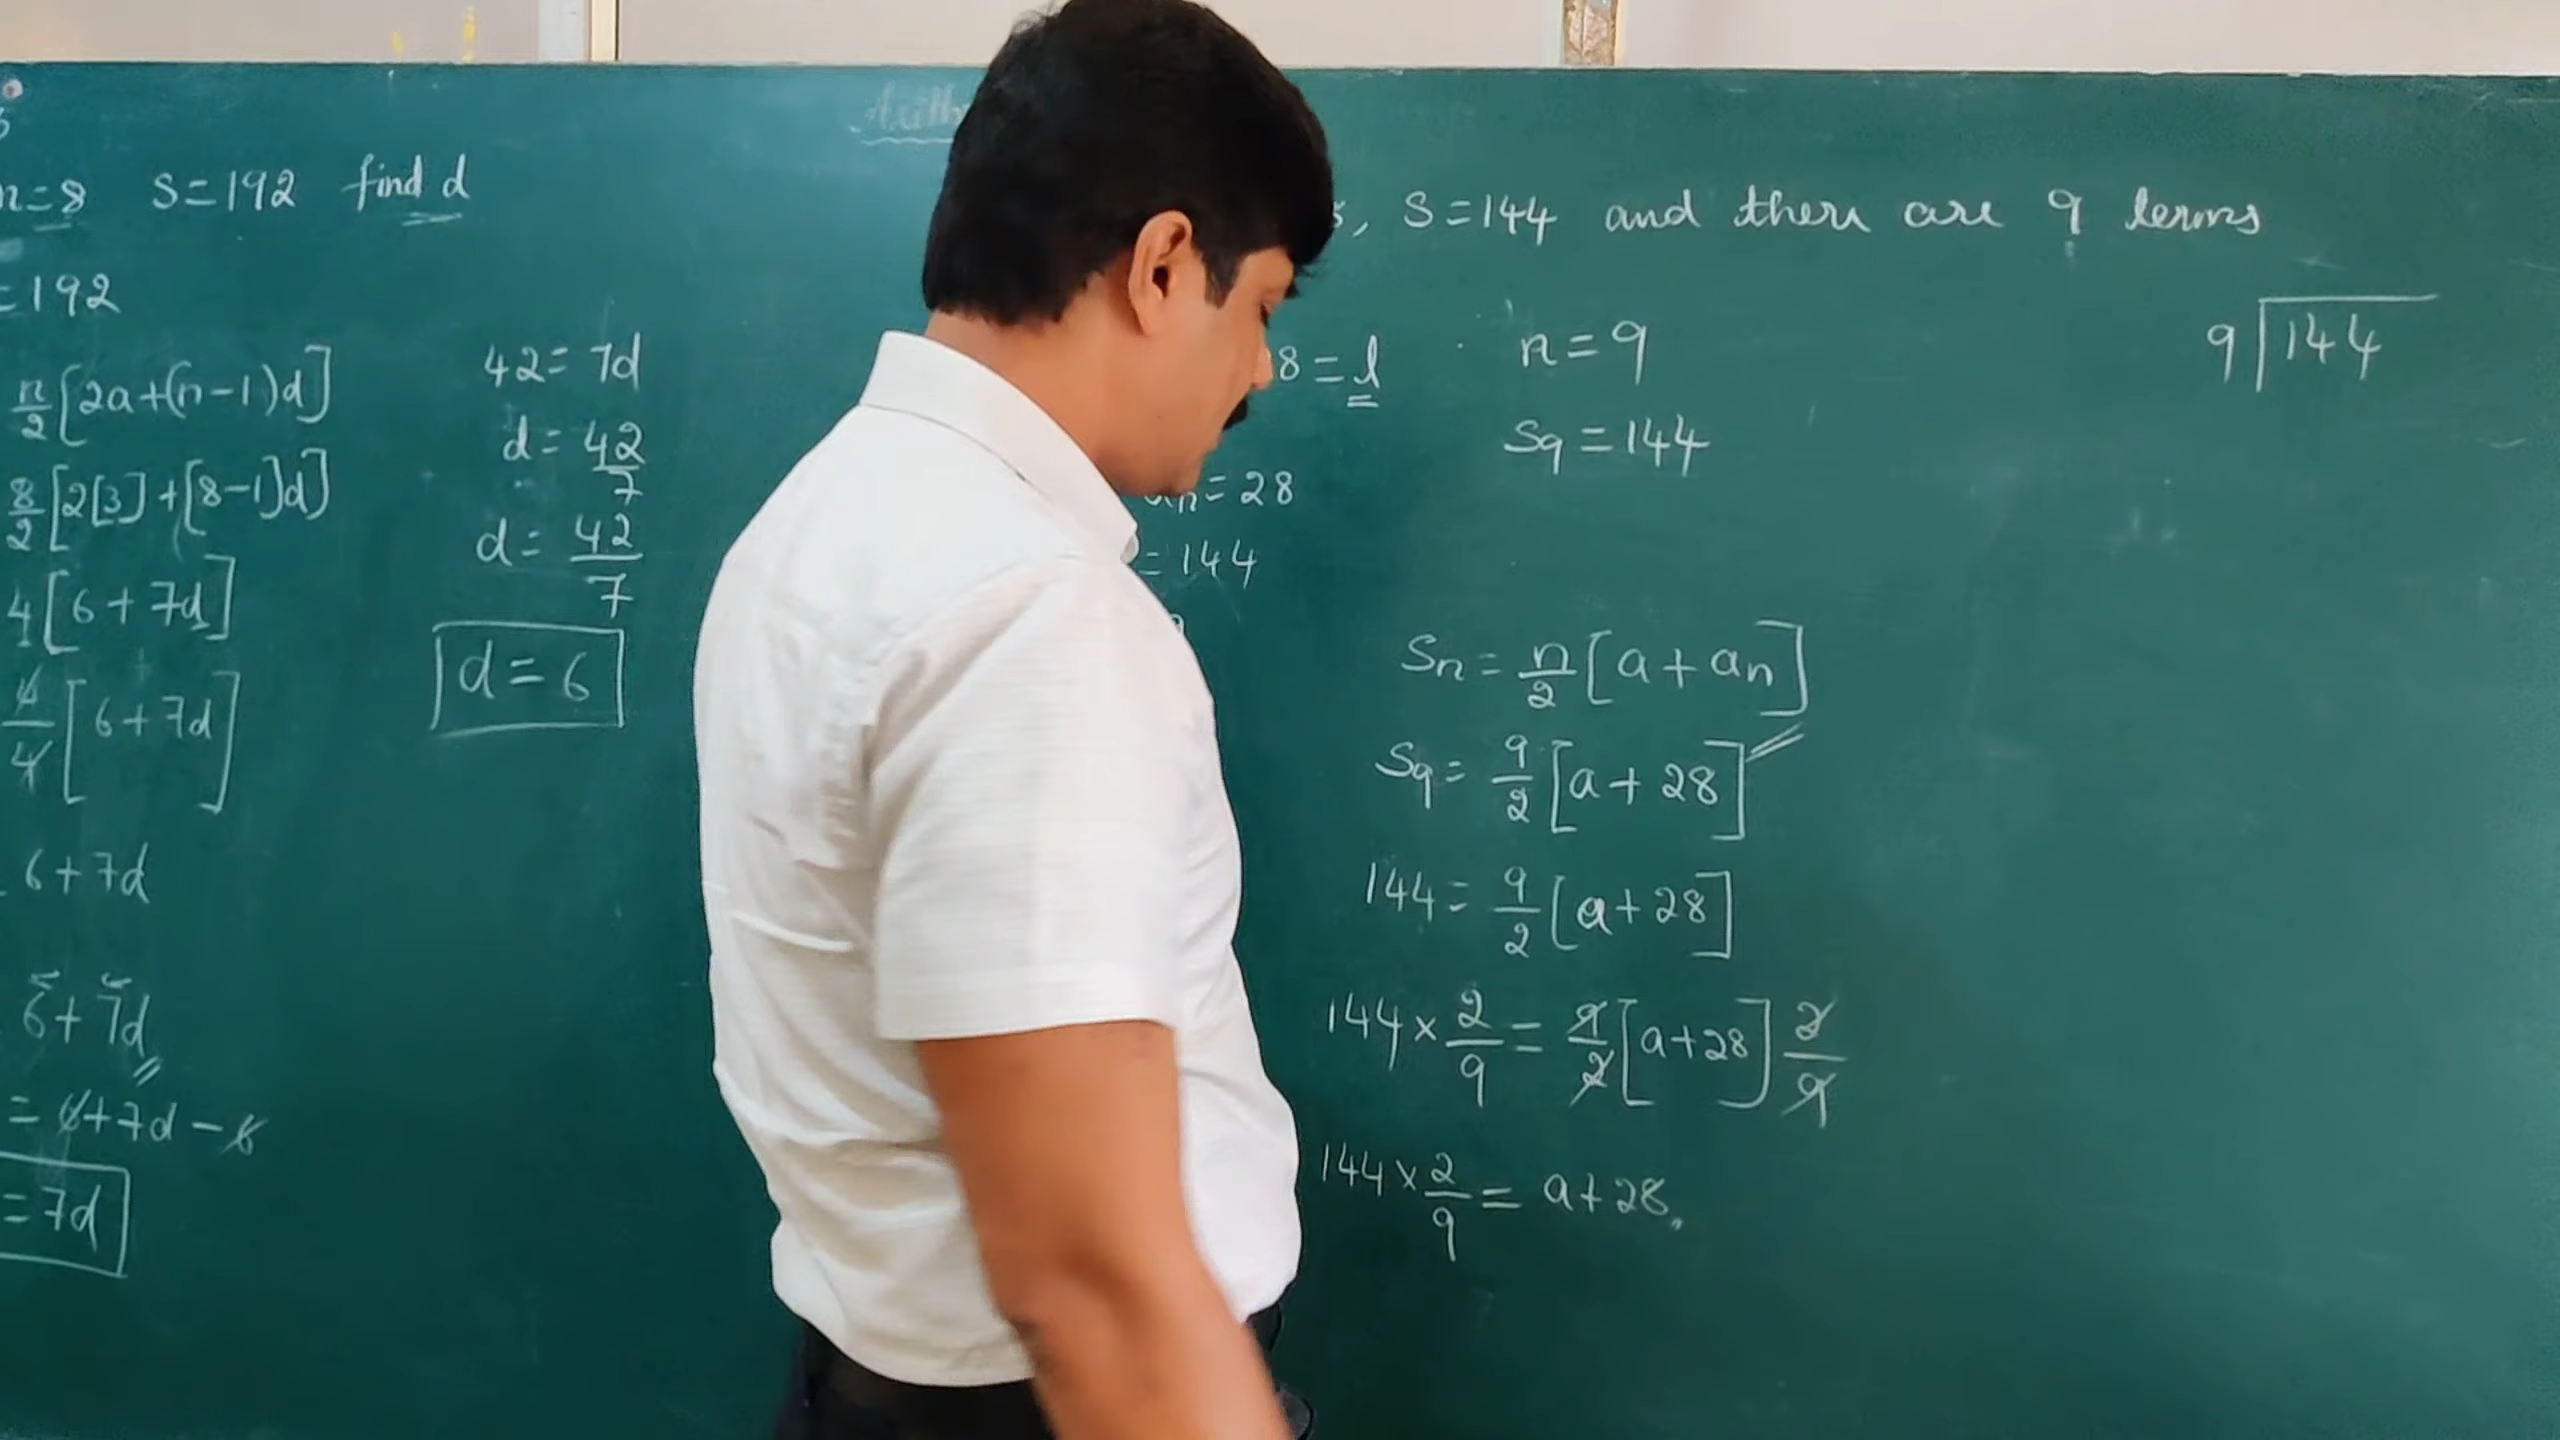 n=8 S=192 find d
=192
n/2[2a+(n-1)d]
8/2[2[3]+[8-1]d]
4[6+7d]
4/4[6+7d]
6+7d
6+7d
= 6+7d-6
=7d
42=7d
d=42/7
d=42/7
d=6
, S=144 and there are 9 terms
8=l
an=28
=144
n=9
S9=144
Sn=n/2[a+an]
S9=9/2[a+28]
144=9/2[a+28]
144×2/9=9/2[a+28]2/9
144×2/9=a+28
9 144